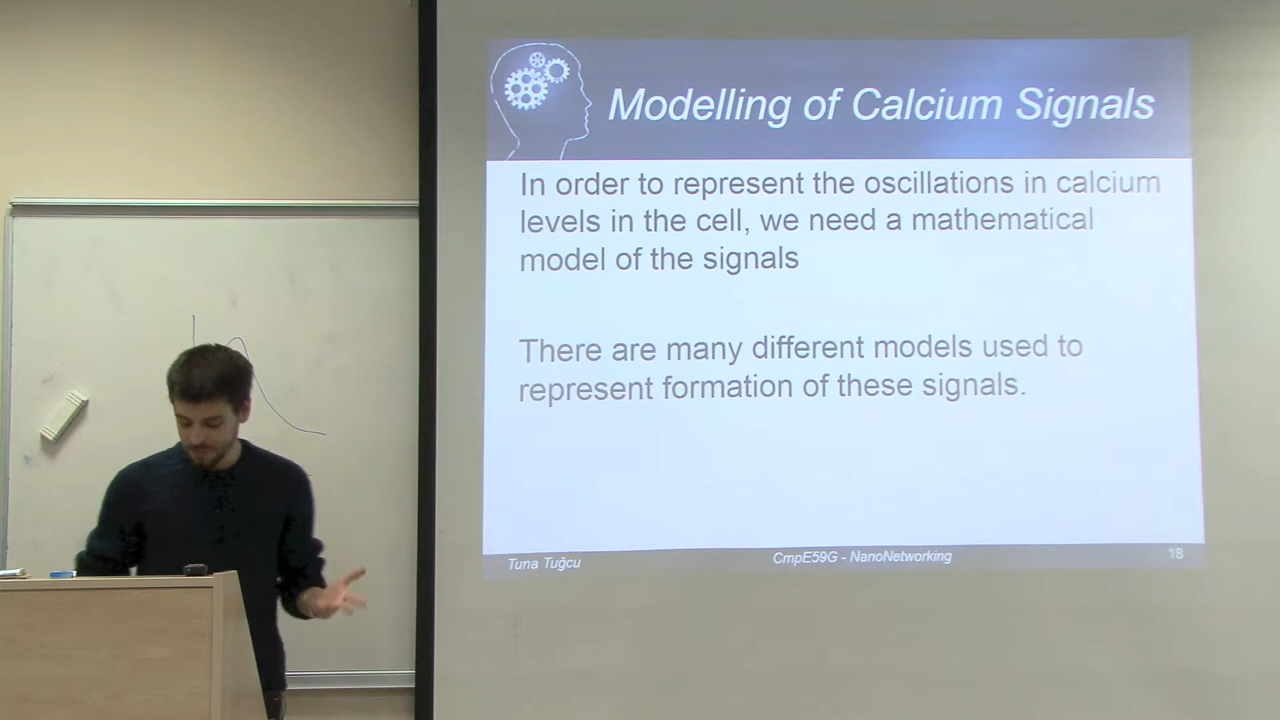 Modelling of Calcium Signals
In order to represent the oscillations in calcium
levels in the cell, we need a mathematical
model of the signals
There are many different models used to
represent formation of these signals.
Tuna Tuğcu
CmpE59G - NanoNetworking
18